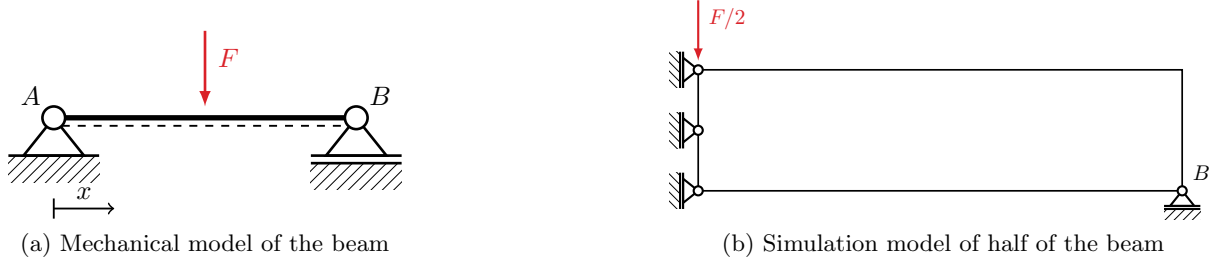 F
A
B
x
(a) Mechanical model of the beam
F/2
B
(b) Simulation model of half of the beam